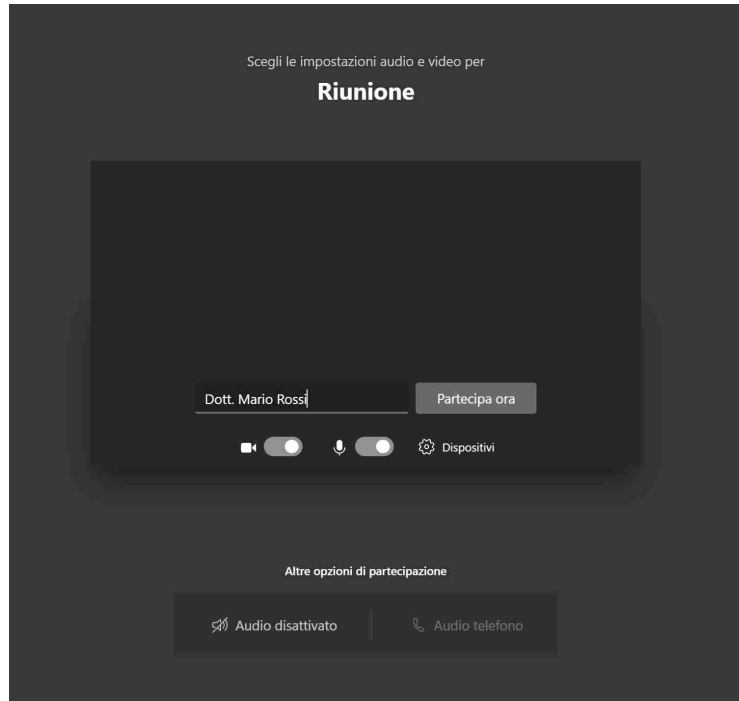 Scegli le impostazioni audio e video per
Riunione
Dott. Mario Rossi
Partecipa ora
Dispositivi
Altre opzioni di partecipazione
Audio disattivato
Audio telefono